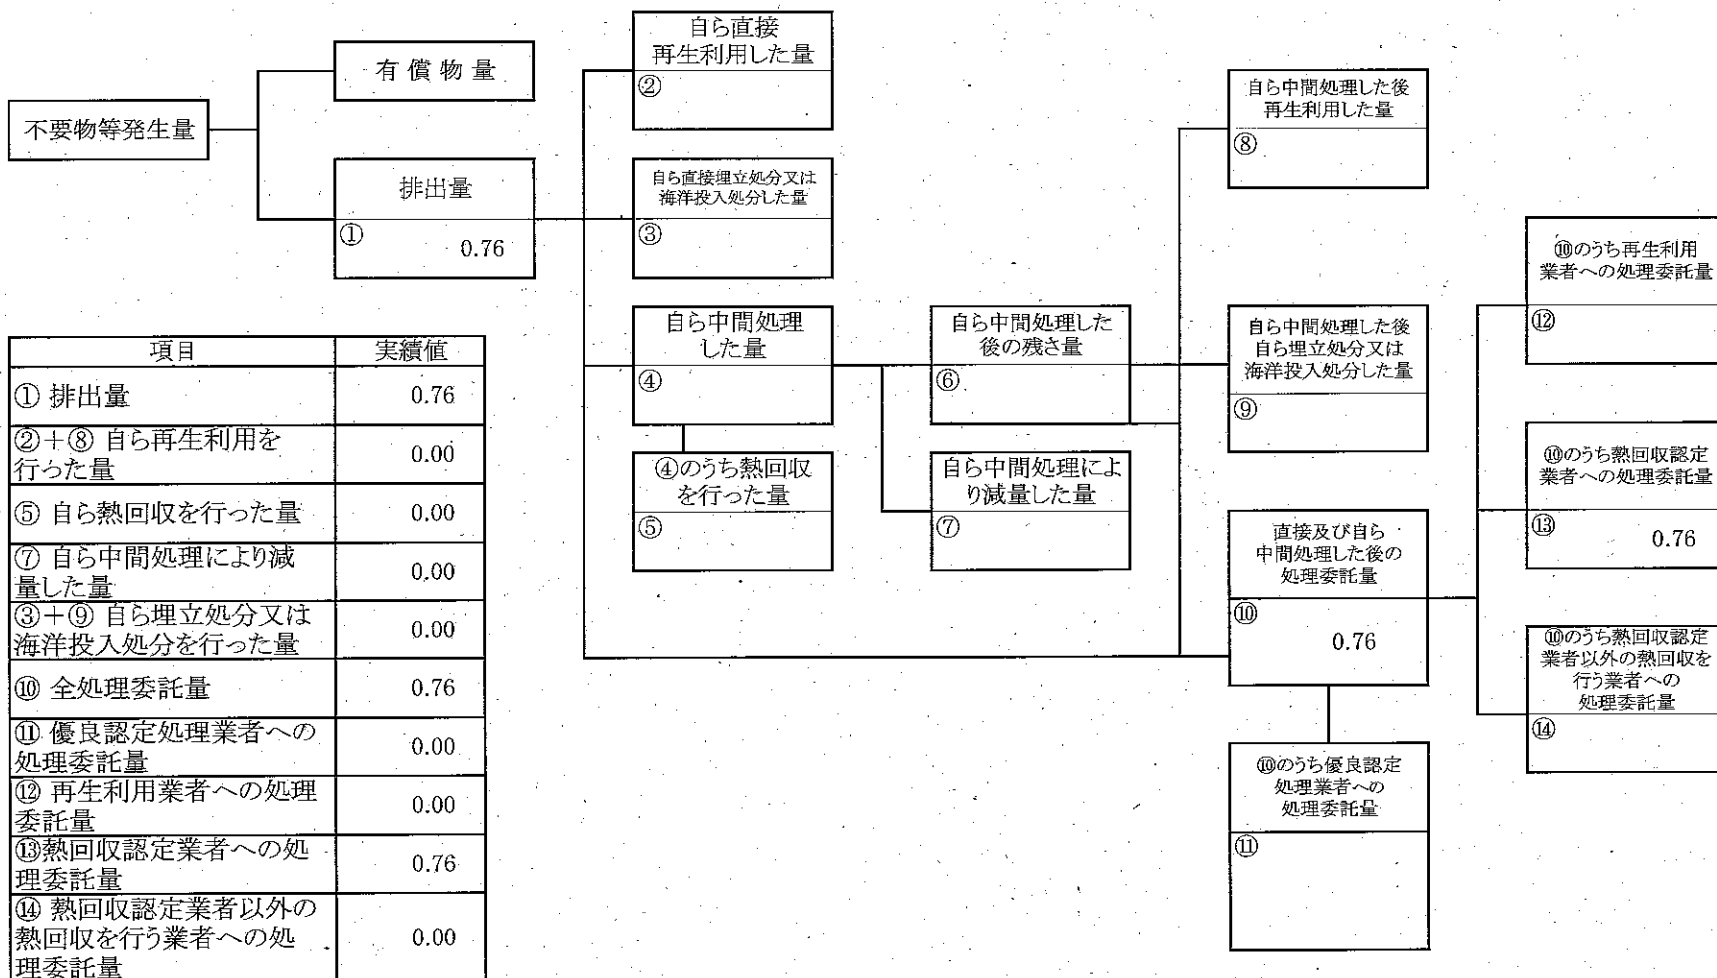 不要物等発生量
有償物量
排出量
①
0.76
自ら直接
再生利用した量
②
自ら直接埋立処分又は
海洋投入処分した量
③
自ら中間処理
した量
④
④のうち熱回収
を行った量
⑤
自ら中間処理した
後の残さ量
⑥
自ら中間処理によ
り減量した量
⑦
自ら中間処理した後
再生利用した量
⑧
自ら中間処理した後
自ら埋立処分又は
海洋投入処分した量
⑨
直接及び自ら
中間処理した後の
処理委託量
⑩
0.76
⑩のうち優良認定
処理業者への
処理委託量
⑪
⑩のうち再生利用
業者への処理委託量
⑫
⑩のうち熱回収認定
業者への処理委託量
⑬
0.76
⑩のうち熱回収認定
業者以外の熱回収を
行う業者への
処理委託量
⑭
項目 実績値
① 排出量 0.76
②+⑧ 自ら再生利用を
行った量 0.00
⑤ 自ら熱回収を行った量 0.00
⑦ 自ら中間処理により減
量した量 0.00
③+⑨ 自ら埋立処分又は
海洋投入処分を行った量 0.00
⑩ 全処理委託量 0.76
⑪ 優良認定処理業者への
処理委託量 0.00
⑫ 再生利用業者への処理
委託量 0.00
⑬熱回収認定業者への処
理委託量 0.76
⑭ 熱回収認定業者以外の
熱回収を行う業者への処
理委託量 0.00